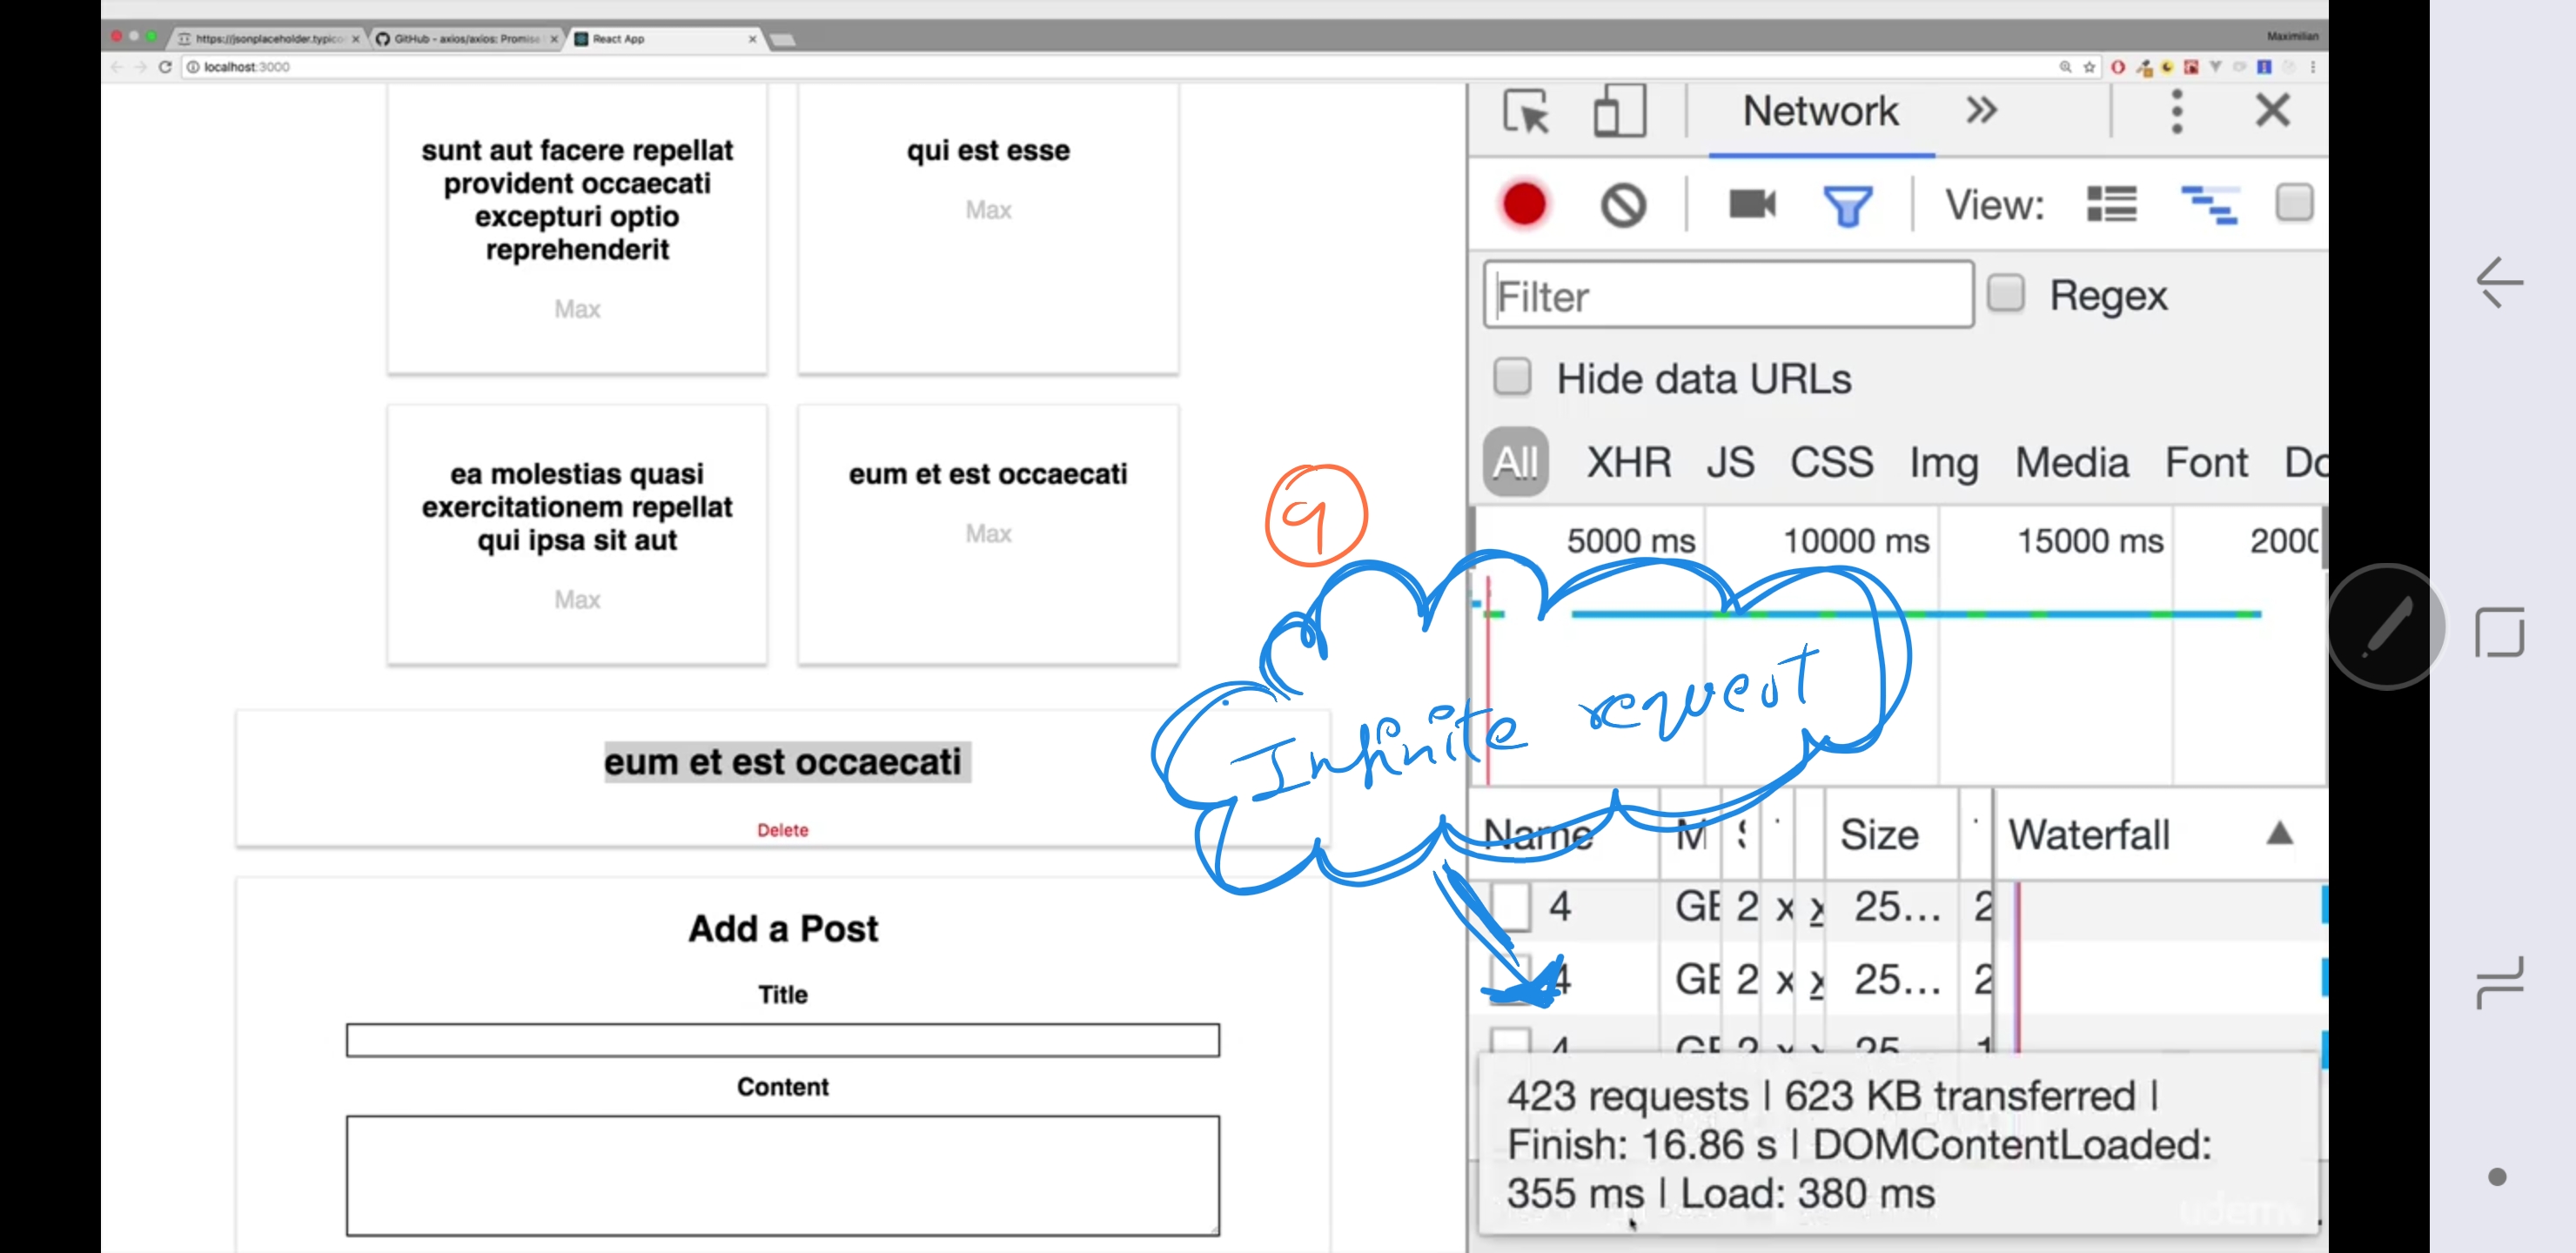 https://jsonplaceholder.typico
GitHub - axios/axios: Promise
React App
Maximilian
localhost:3000
sunt aut facere repellat
provident occaecati
excepturi optio
reprehenderit
Max
qui est esse
Max
ea molestias quasi
exercitationem repellat
qui ipsa sit aut
Max
eum et est occaecati
Max
eum et est occaecati
Delete
Add a Post
Title
Content
Network
View:
Filter
Regex
Hide data URLs
All XHR JS CSS Img Media Font Do
5000 ms 10000 ms 15000 ms 2000
9
Infinite request
Name M Size Waterfall
4 GE 2 x x 25... 2
4 GE 2 x x 25... 2
4 GE 2 x x 25 1
423 requests | 623 KB transferred |
Finish: 16.86 s | DOMContentLoaded:
355 ms | Load: 380 ms
udemy